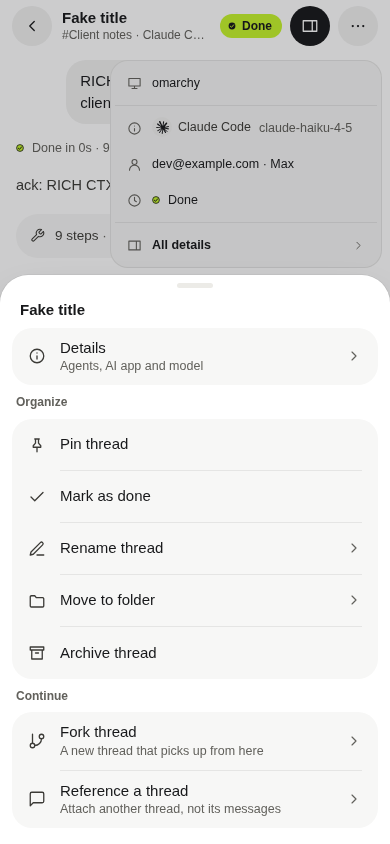 Fake title
#Client notes · Claude C…
Done
RICH
clien
omarchy
Claude Code claude-haiku-4-5
dev@example.com · Max
Done
All details
Done in 0s · 9
ack: RICH CTX
9 steps ·
Fake title
Details
Agents, AI app and model
Organize
Pin thread
Mark as done
Rename thread
Move to folder
Archive thread
Continue
Fork thread
A new thread that picks up from here
Reference a thread
Attach another thread, not its messages